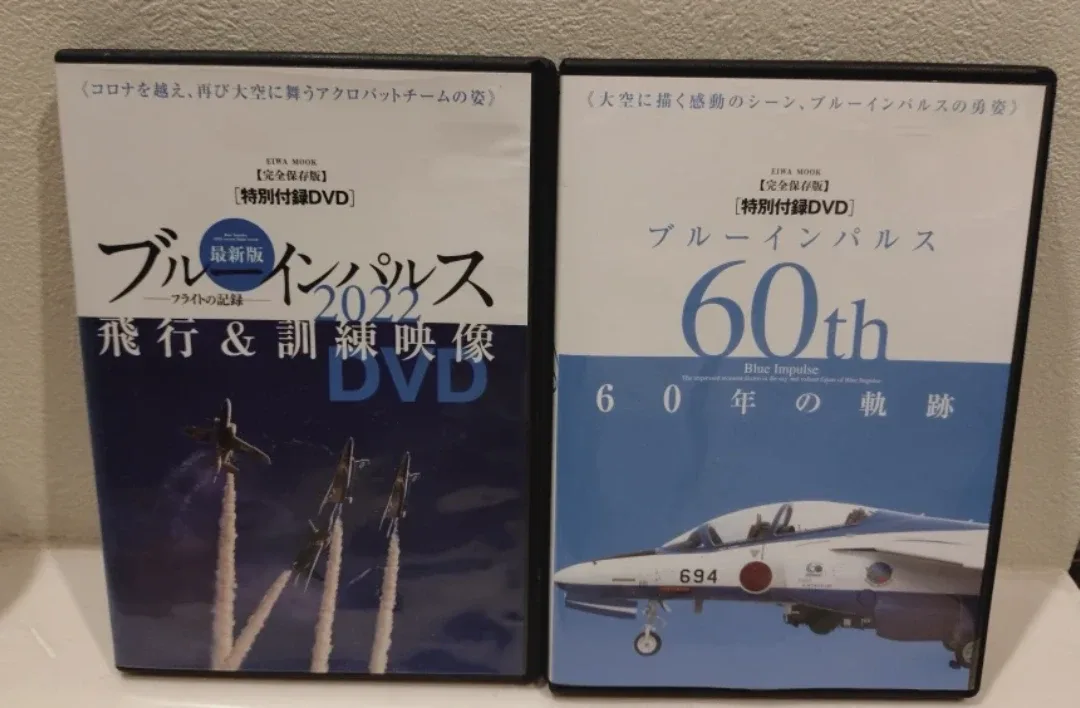 《コロナを越え、再び大空に舞うアクロバットチームの姿》
EIWA MOOK
【完全保存版】
[特別付録DVD]
最新版
ブルーインパルス
フライトの記録
2022
飛行&訓練映像
DVD
《大空に描く感動のシーン、ブルーインパルスの勇姿》
EIWA MOOK
【完全保存版】
[特別付録DVD]
ブルーインパルス
60th
Blue Impulse
60年の軌跡
694